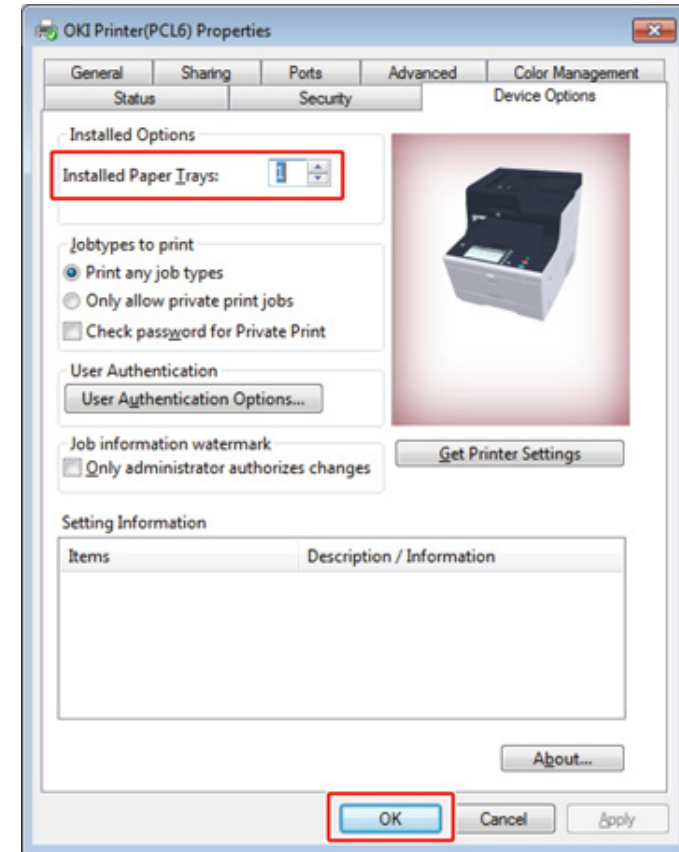 OKI Printer(PCL6) Properties
General Sharing Ports Advanced Color Management
Status Security Device Options
Installed Options
Installed Paper Trays: 1
Jobtypes to print
Print any job types
Only allow private print jobs
Check password for Private Print
User Authentication
User Authentication Options...
Job information watermark
Only administrator authorizes changes
Get Printer Settings
Setting Information
Items Description / Information
About...
OK Cancel Apply